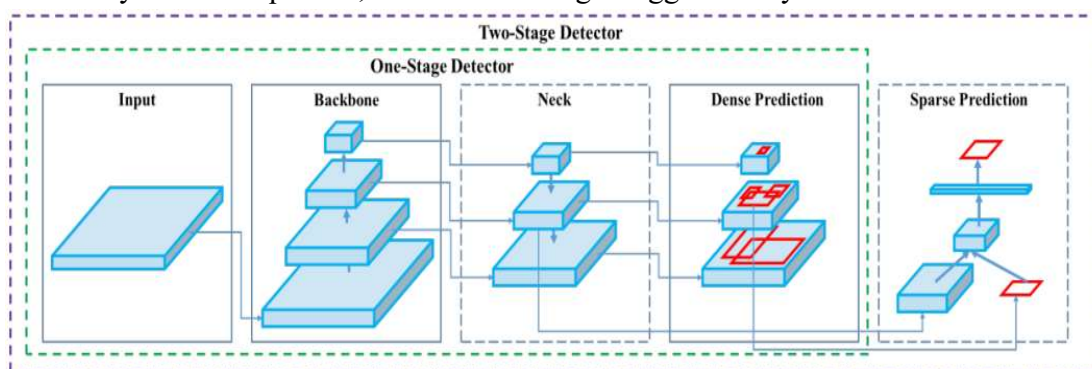 Two-Stage Detector
One-Stage Detector
Input
Backbone
Neck
Dense Prediction
Sparse Prediction